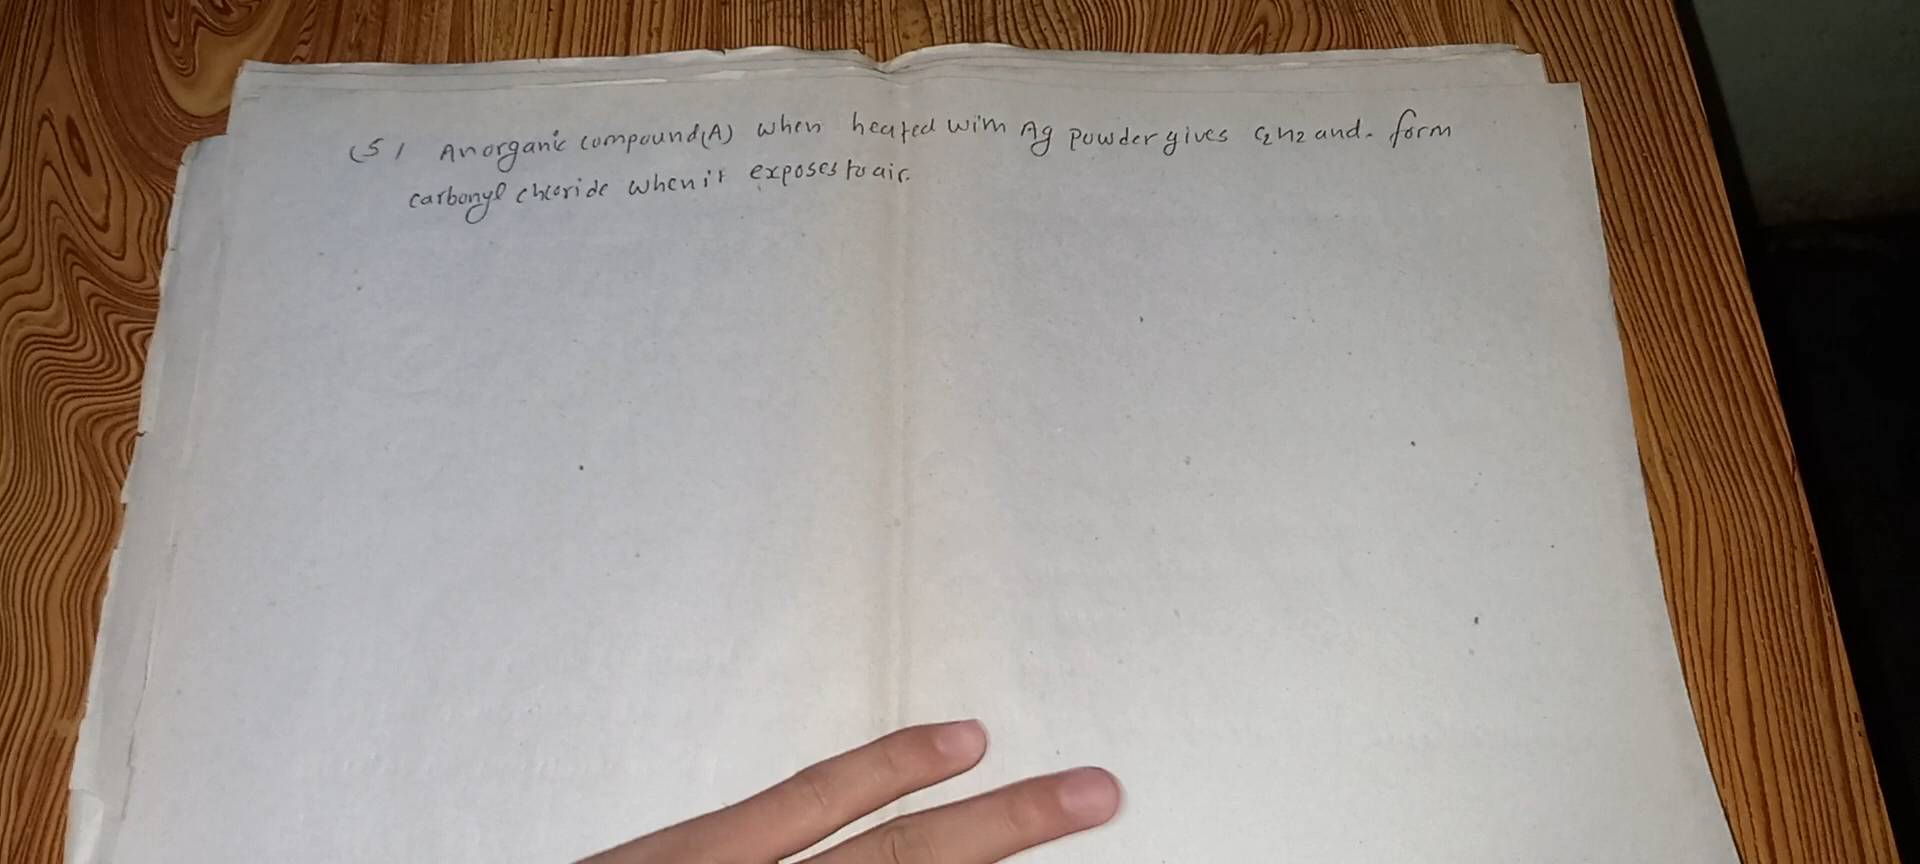 (5) An organic compound(A) when heated with Ag powder gives C2H2 and. form
carbonyl chloride when it exposes to air.